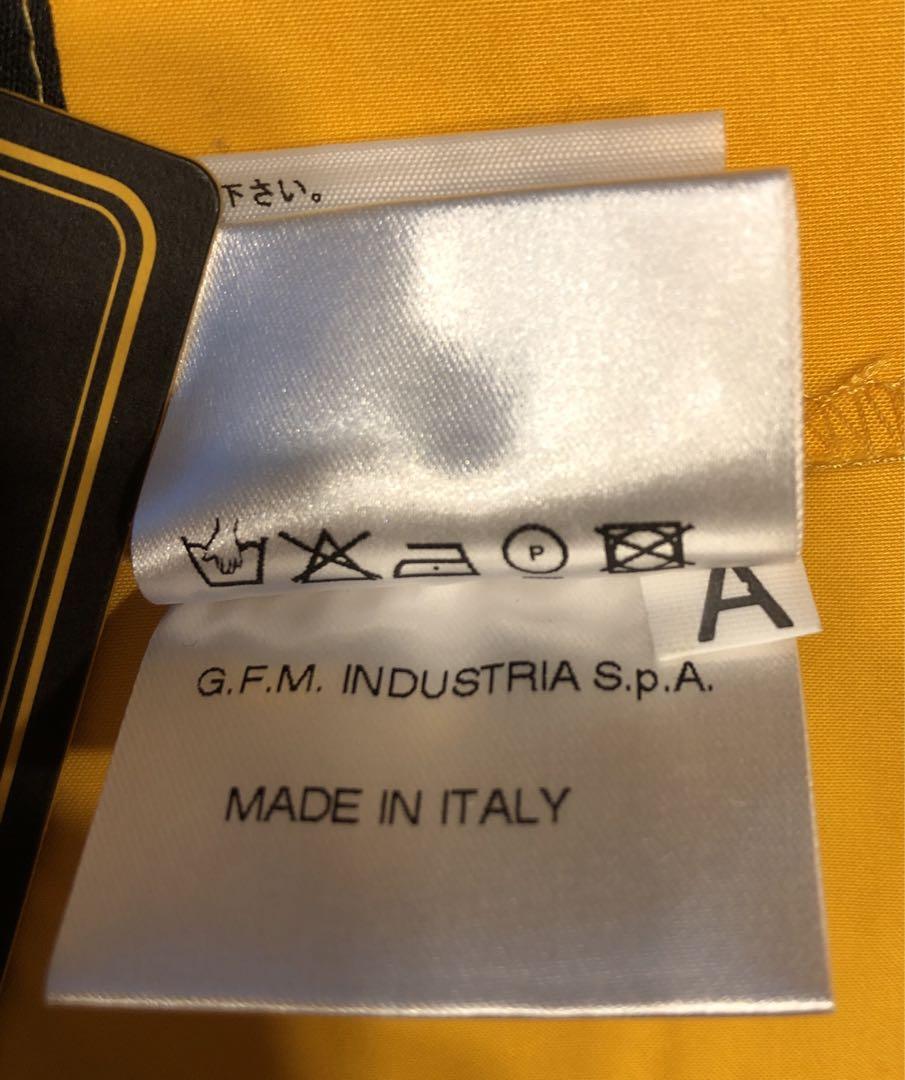 下さい。
P
A
G.F.M. INDUSTRIA S.p.A.
MADE IN ITALY